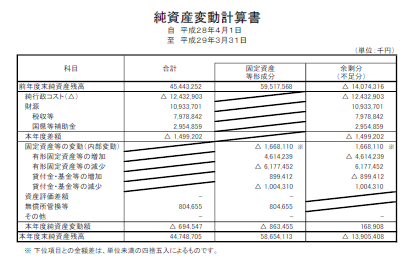 純資産変動計算書
自 平成28年4月1日
至 平成29年3月31日
(単位:千円)
科目 合計 固定資産等形成分 余剰分(不足分)
前年度末純資産残高 45,443,252 59,517,568 △ 14,074,316
純行政コスト(△) △ 12,432,903 △ 12,432,903
財源 10,933,701 10,933,701
税収等 7,978,842 7,978,842
国県等補助金 2,954,859 2,954,859
本年度差額 △ 1,499,202 △ 1,499,202
固定資産等の変動(内部変動) △ 1,668,110 ※ 1,668,110 ※
有形固定資産等の増加 4,614,239 △ 4,614,239
有形固定資産等の減少 △ 6,177,452 6,177,452
貸付金・基金等の増加 899,412 △ 899,412
貸付金・基金等の減少 △ 1,004,310 1,004,310
資産評価差額 － －
無償所管換等 804,655 804,655
その他 － － －
本年度純資産変動額 △ 694,547 △ 863,455 168,908
本年度末純資産残高 44,748,705 58,654,113 △ 13,905,408
※ 下位項目との金額差は、単位未満の四捨五入によるものです。